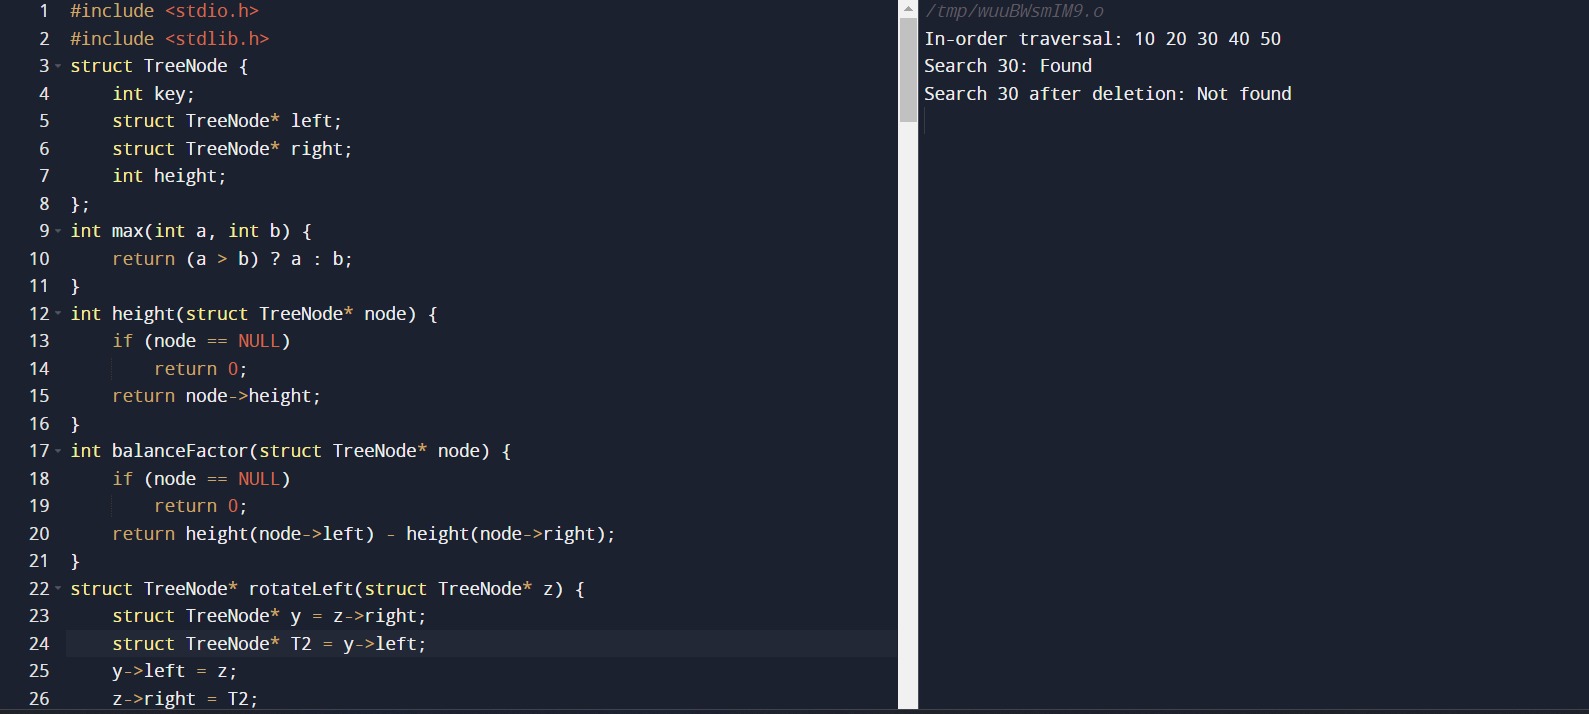 1 #include <stdio.h>
2 #include <stdlib.h>
3 struct TreeNode {
4     int key;
5     struct TreeNode* left;
6     struct TreeNode* right;
7     int height;
8 };
9 int max(int a, int b) {
10     return (a > b) ? a : b;
11 }
12 int height(struct TreeNode* node) {
13     if (node == NULL)
14         return 0;
15     return node->height;
16 }
17 int balanceFactor(struct TreeNode* node) {
18     if (node == NULL)
19         return 0;
20     return height(node->left) - height(node->right);
21 }
22 struct TreeNode* rotateLeft(struct TreeNode* z) {
23     struct TreeNode* y = z->right;
24     struct TreeNode* T2 = y->left;
25     y->left = z;
26     z->right = T2;
/tmp/wuuBWsmIM9.o
In-order traversal: 10 20 30 40 50
Search 30: Found
Search 30 after deletion: Not found